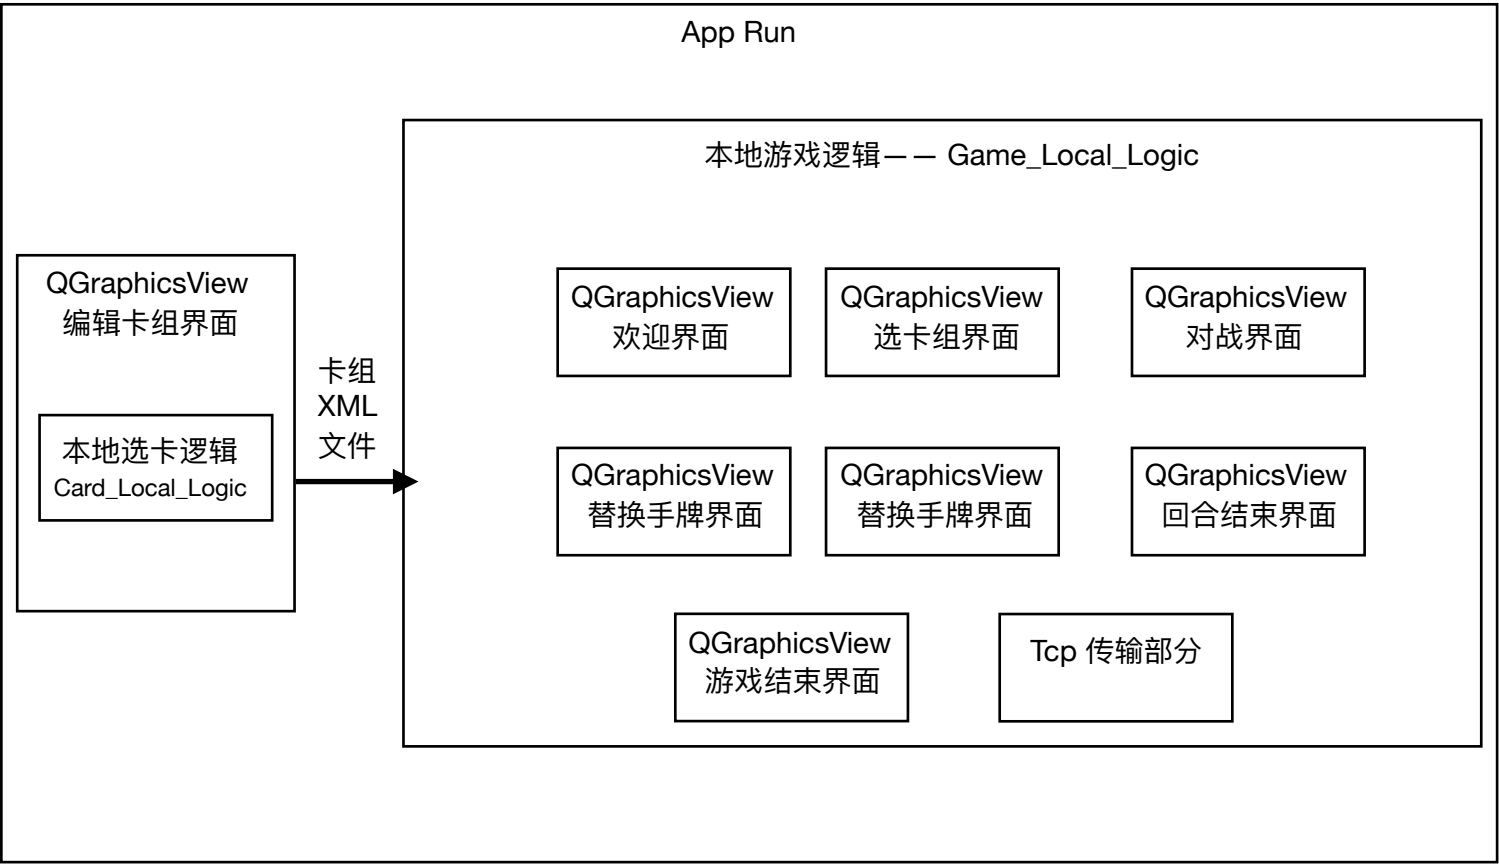 App Run
本地游戏逻辑—— Game_Local_Logic
QGraphicsView
编辑卡组界面
本地选卡逻辑
Card_Local_Logic
卡组
XML
文件
QGraphicsView
欢迎界面
QGraphicsView
选卡组界面
QGraphicsView
对战界面
QGraphicsView
替换手牌界面
QGraphicsView
替换手牌界面
QGraphicsView
回合结束界面
QGraphicsView
游戏结束界面
Tcp 传输部分